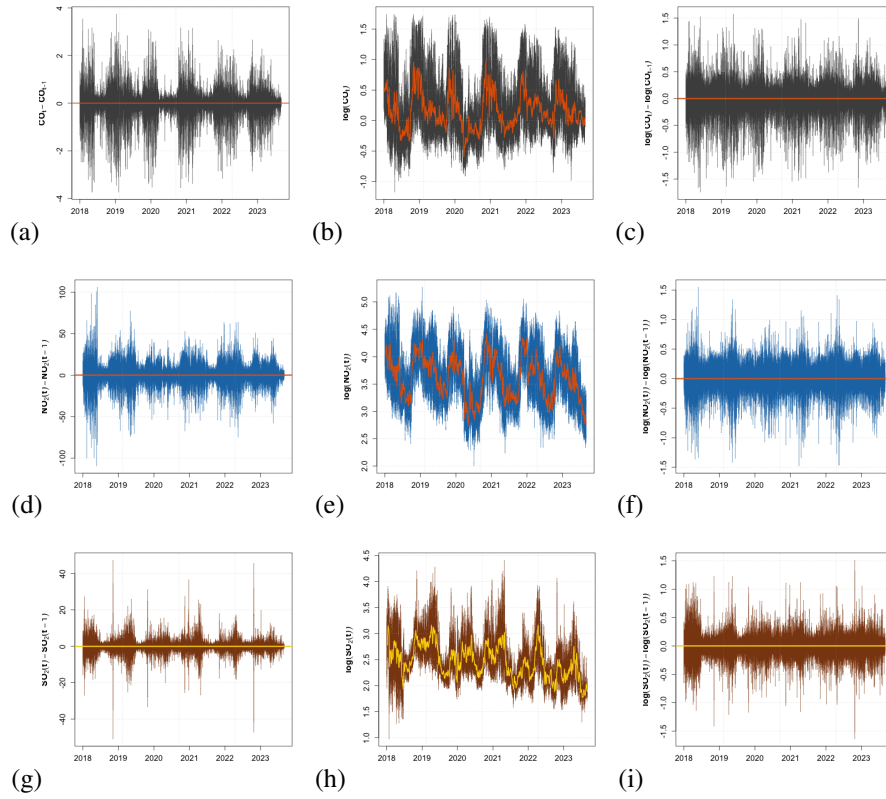 4
2
0
-2
-4
CO_t − CO_{t−1}
2018 2019 2020 2021 2022 2023
(a)
1.5
1.0
0.5
0.0
-0.5
-1.0
log(CO_t)
2018 2019 2020 2021 2022 2023
(b)
1.5
1.0
0.5
0.0
-0.5
-1.0
-1.5
log(CO_t) − log(CO_{t−1})
2018 2019 2020 2021 2022 2023
(c)
100
50
0
-50
-100
NO₂(t) − NO₂(t−1)
2018 2019 2020 2021 2022 2023
(d)
5.0
4.5
4.0
3.5
3.0
2.5
2.0
log(NO₂(t))
2018 2019 2020 2021 2022 2023
(e)
1.5
1.0
0.5
0.0
-0.5
-1.0
-1.5
log(NO₂(t)) − log(NO₂(t−1))
2018 2019 2020 2021 2022 2023
(f)
40
20
0
-20
-40
SO₂(t) − SO₂(t−1)
2018 2019 2020 2021 2022 2023
(g)
4.5
4.0
3.5
3.0
2.5
2.0
1.5
1.0
log(SO₂(t))
2018 2019 2020 2021 2022 2023
(h)
1.5
1.0
0.5
0.0
-0.5
-1.0
-1.5
log(SO₂(t)) − log(SO₂(t−1))
2018 2019 2020 2021 2022 2023
(i)